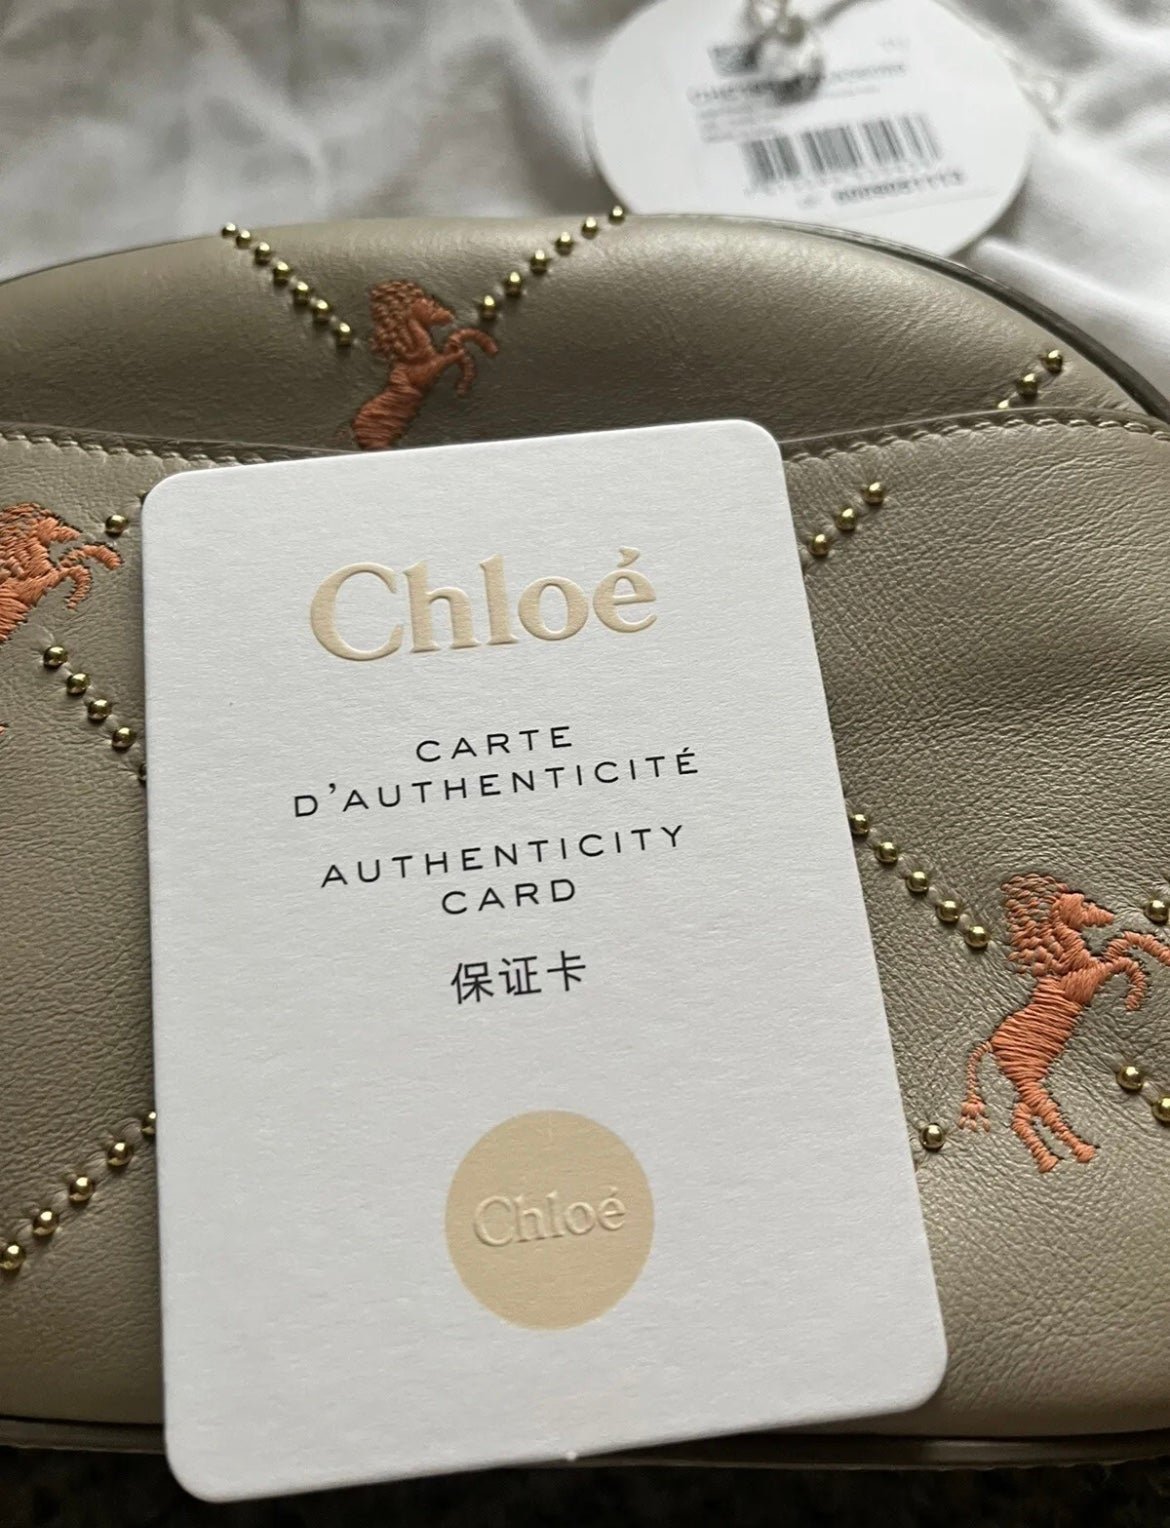 Chloé
CARTE
D'AUTHENTICITÉ
AUTHENTICITY
CARD
保证卡
Chloé